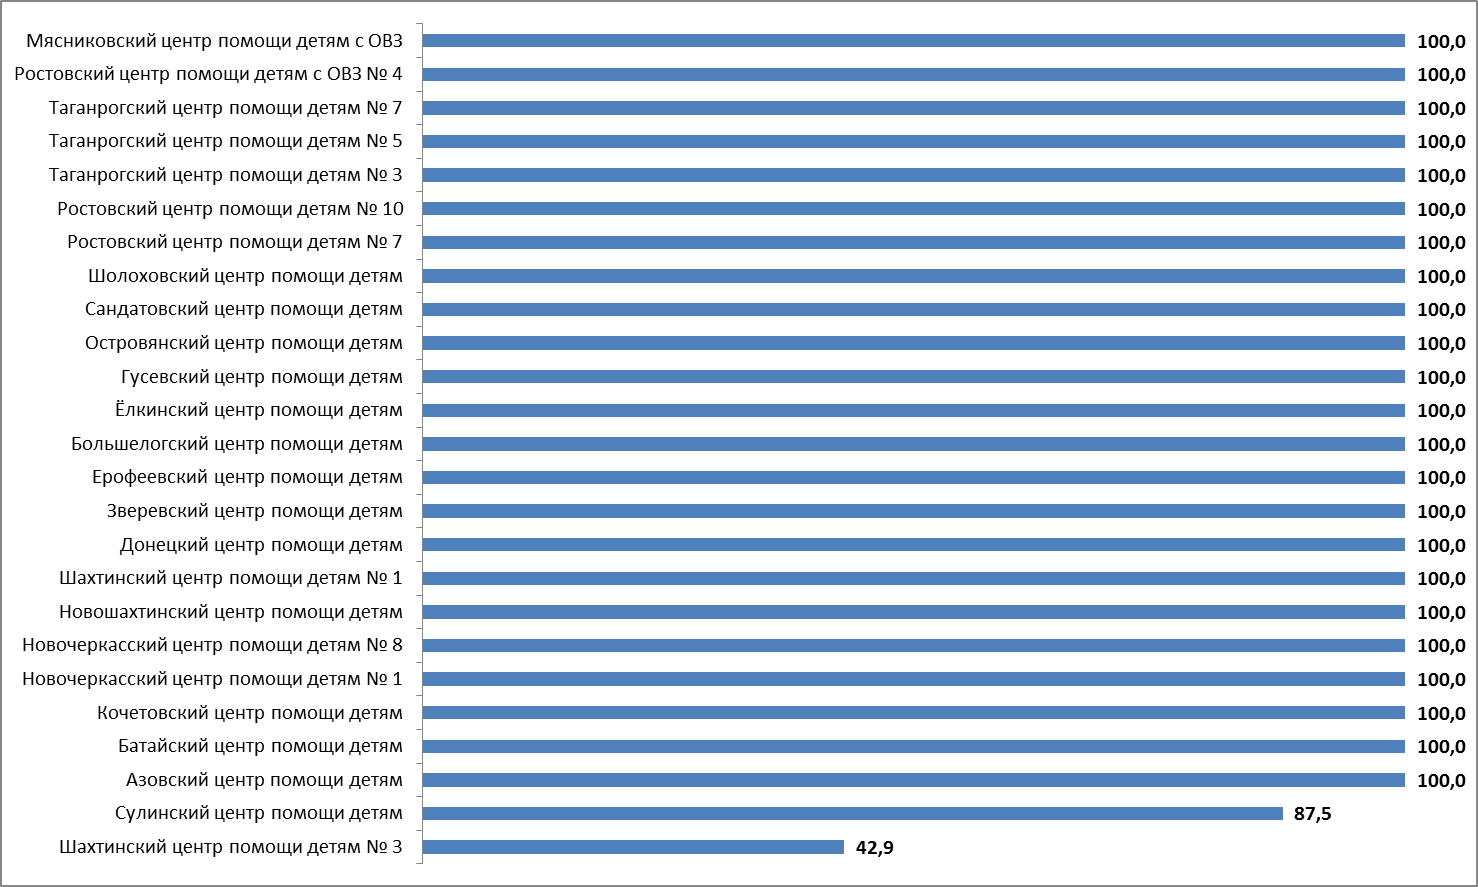 Мясниковский центр помощи детям с ОВЗ 100,0
Ростовский центр помощи детям с ОВЗ № 4 100,0
Таганрогский центр помощи детям № 7 100,0
Таганрогский центр помощи детям № 5 100,0
Таганрогский центр помощи детям № 3 100,0
Ростовский центр помощи детям № 10 100,0
Ростовский центр помощи детям № 7 100,0
Шолоховский центр помощи детям 100,0
Сандатовский центр помощи детям 100,0
Островянский центр помощи детям 100,0
Гусевский центр помощи детям 100,0
Ёлкинский центр помощи детям 100,0
Большелогский центр помощи детям 100,0
Ерофеевский центр помощи детям 100,0
Зверевский центр помощи детям 100,0
Донецкий центр помощи детям 100,0
Шахтинский центр помощи детям № 1 100,0
Новошахтинский центр помощи детям 100,0
Новочеркасский центр помощи детям № 8 100,0
Новочеркасский центр помощи детям № 1 100,0
Кочетовский центр помощи детям 100,0
Батайский центр помощи детям 100,0
Азовский центр помощи детям 100,0
Сулинский центр помощи детям 87,5
Шахтинский центр помощи детям № 3 42,9